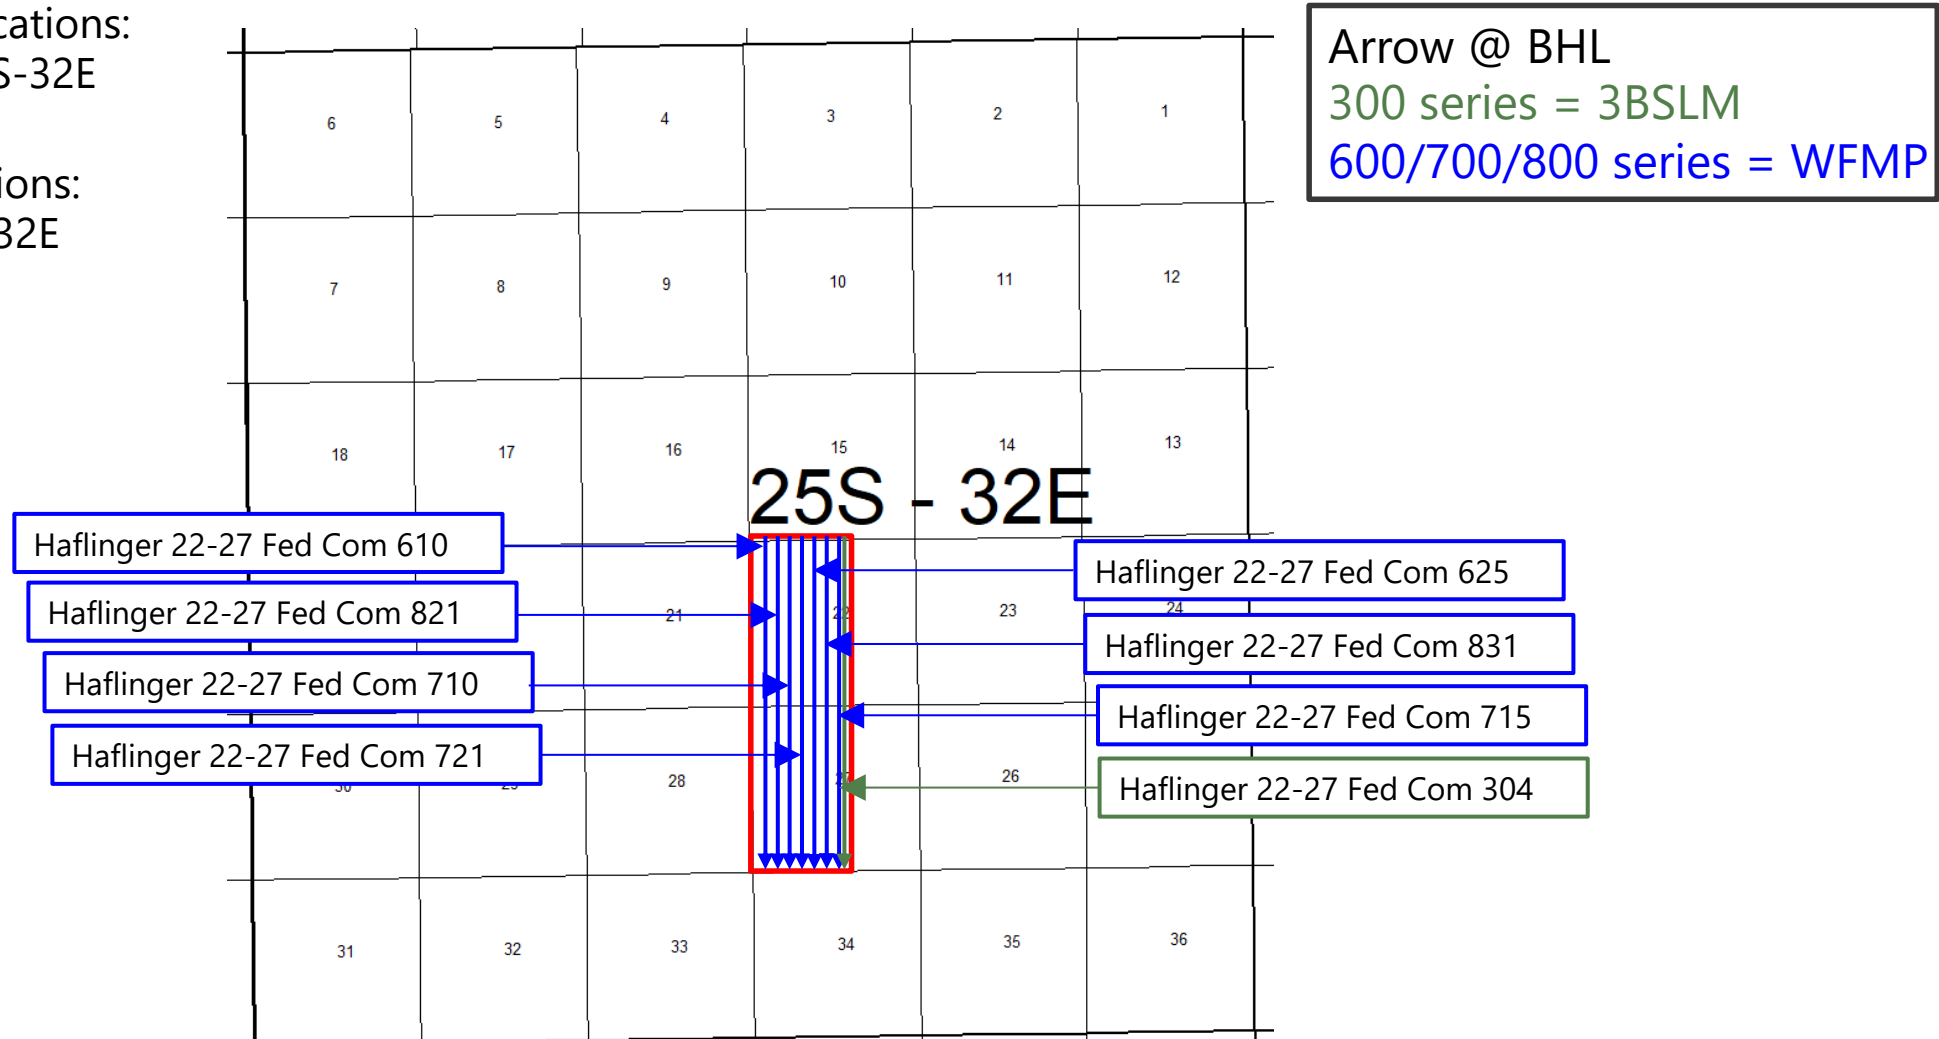 cations:
S-32E
ions:
32E
Arrow @ BHL
300 series = 3BSLM
600/700/800 series = WFMP
6 5 4 3 2 1
7 8 9 10 11 12
18 17 16 15 14 13
25S - 32E
Haflinger 22-27 Fed Com 610
Haflinger 22-27 Fed Com 625
Haflinger 22-27 Fed Com 821
21 22 23 24
Haflinger 22-27 Fed Com 831
Haflinger 22-27 Fed Com 710
Haflinger 22-27 Fed Com 715
Haflinger 22-27 Fed Com 721
30 29 28 27 26
Haflinger 22-27 Fed Com 304
31 32 33 34 35 36